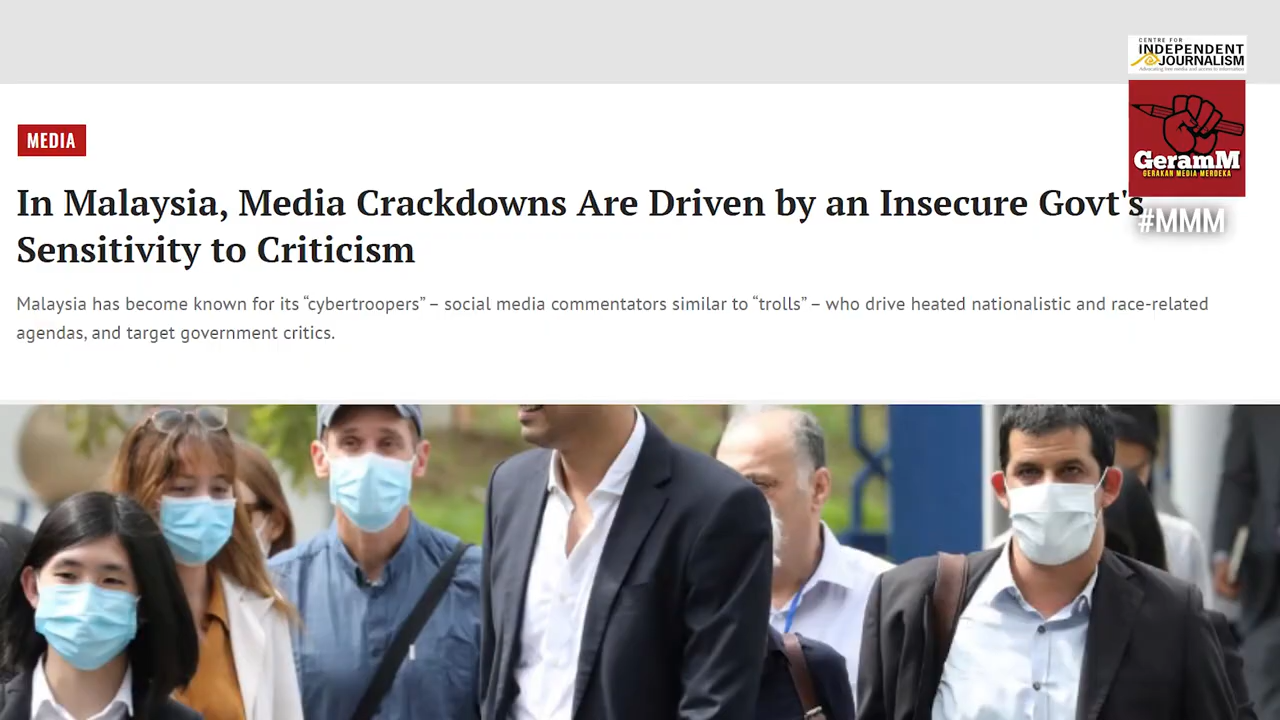 CENTRE FOR
INDEPENDENT
JOURNALISM
MEDIA
GeramM
GERAKAN MEDIA MERDEKA
In Malaysia, Media Crackdowns Are Driven by an Insecure Govt's
#MMM
Sensitivity to Criticism
Malaysia has become known for its “cybertroopers” – social media commentators similar to “trolls” – who drive heated nationalistic and race-related
agendas, and target government critics.